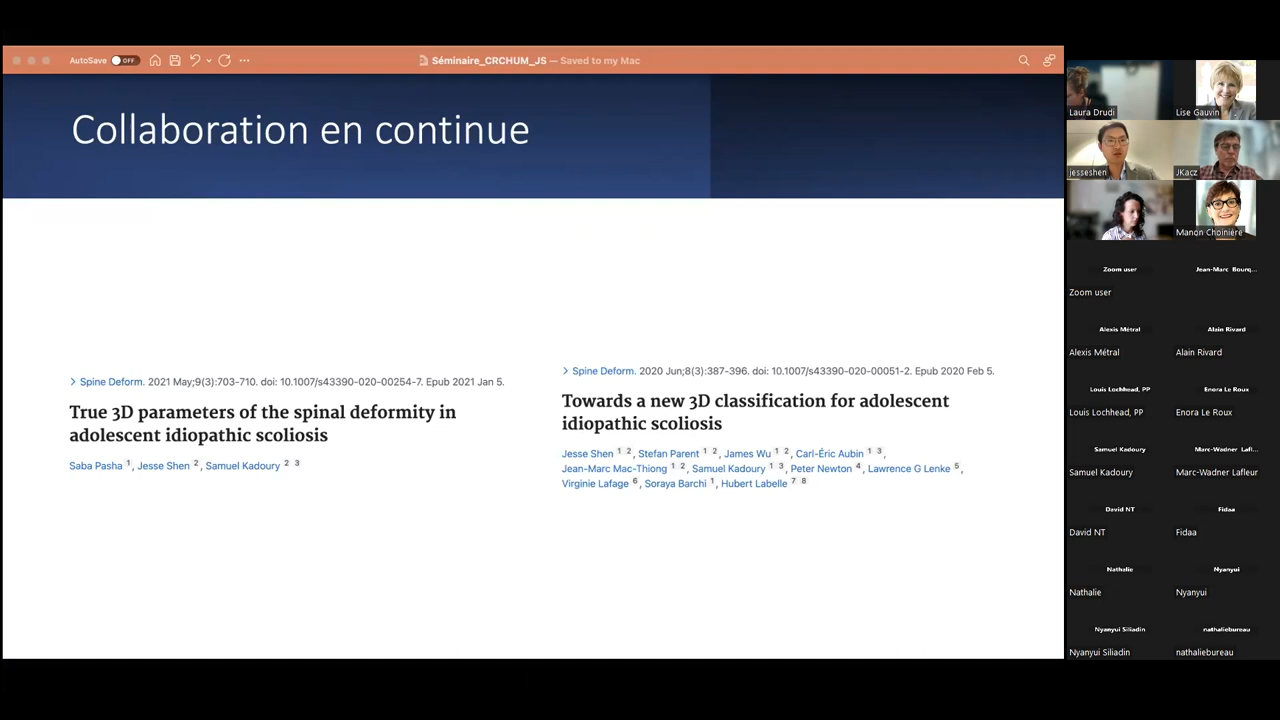 AutoSave OFF
Séminaire_CRCHUM_JS — Saved to my Mac
Collaboration en continue
Spine Deform. 2021 May;9(3):703-710. doi: 10.1007/s43390-020-00254-7. Epub 2021 Jan 5.
True 3D parameters of the spinal deformity in
adolescent idiopathic scoliosis
Saba Pasha 1, Jesse Shen 2, Samuel Kadoury 2 3
Spine Deform. 2020 Jun;8(3):387-396. doi: 10.1007/s43390-020-00051-2. Epub 2020 Feb 5.
Towards a new 3D classification for adolescent
idiopathic scoliosis
Jesse Shen 1 2, Stefan Parent 1 2, James Wu 1 2, Carl-Éric Aubin 1 3,
Jean-Marc Mac-Thiong 1 2, Samuel Kadoury 1 3, Peter Newton 4, Lawrence G Lenke 5,
Virginie Lafage 6, Soraya Barchi 1, Hubert Labelle 7 8
Laura Drudi
Lise Gauvin
jesseshen
JKacz
Manon Choinière
Zoom user
Jean-Marc Bourq...
Zoom user
Alexis Métral
Alain Rivard
Alexis Métral
Alain Rivard
Louis Lochhead, PP
Enora Le Roux
Louis Lochhead, PP
Enora Le Roux
Samuel Kadoury
Marc-Wadner Lafl...
Samuel Kadoury
Marc-Wadner Lafleur
David NT
Fidaa
David NT
Fidaa
Nathalie
Nyanyui
Nathalie
Nyanyui
Nyanyui Siliadin
nathaliebureau
Nyanyui Siliadin
nathaliebureau